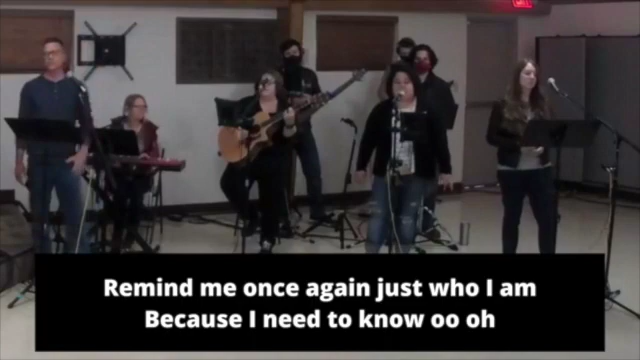 Remind me once again just who I am
Because I need to know oo oh